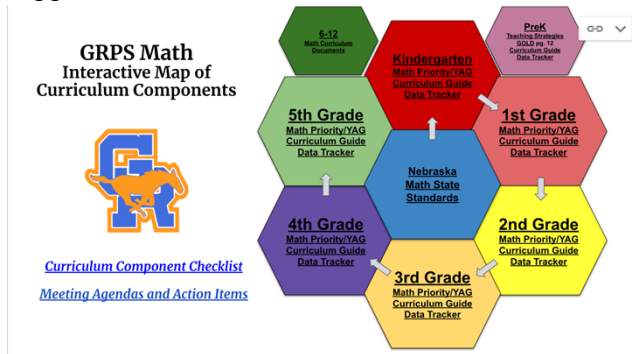 GRPS Math
Interactive Map of
Curriculum Components
GR
Curriculum Component Checklist
Meeting Agendas and Action Items
6-12
Math Curriculum
Documents
Kindergarten
Math Priority/YAG
Curriculum Guide
Data Tracker
PreK
Teaching Strategies
GOLD pg. 12
Curriculum Guide
Data Tracker
5th Grade
Math Priority/YAG
Curriculum Guide
Data Tracker
1st Grade
Math Priority/YAG
Curriculum Guide
Data Tracker
Nebraska
Math State
Standards
4th Grade
Math Priority/YAG
Curriculum Guide
Data Tracker
2nd Grade
Math Priority/YAG
Curriculum Guide
Data Tracker
3rd Grade
Math Priority/YAG
Curriculum Guide
Data Tracker